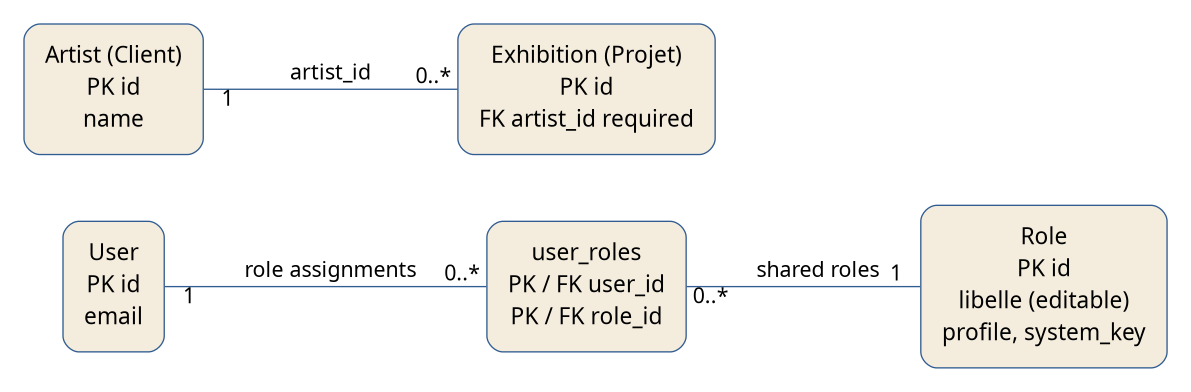 Artist (Client)
PK id
name
artist_id
1
0..*
Exhibition (Projet)
PK id
FK artist_id required
User
PK id
email
role assignments
1
0..*
user_roles
PK / FK user_id
PK / FK role_id
shared roles
0..*
1
Role
PK id
libelle (editable)
profile, system_key